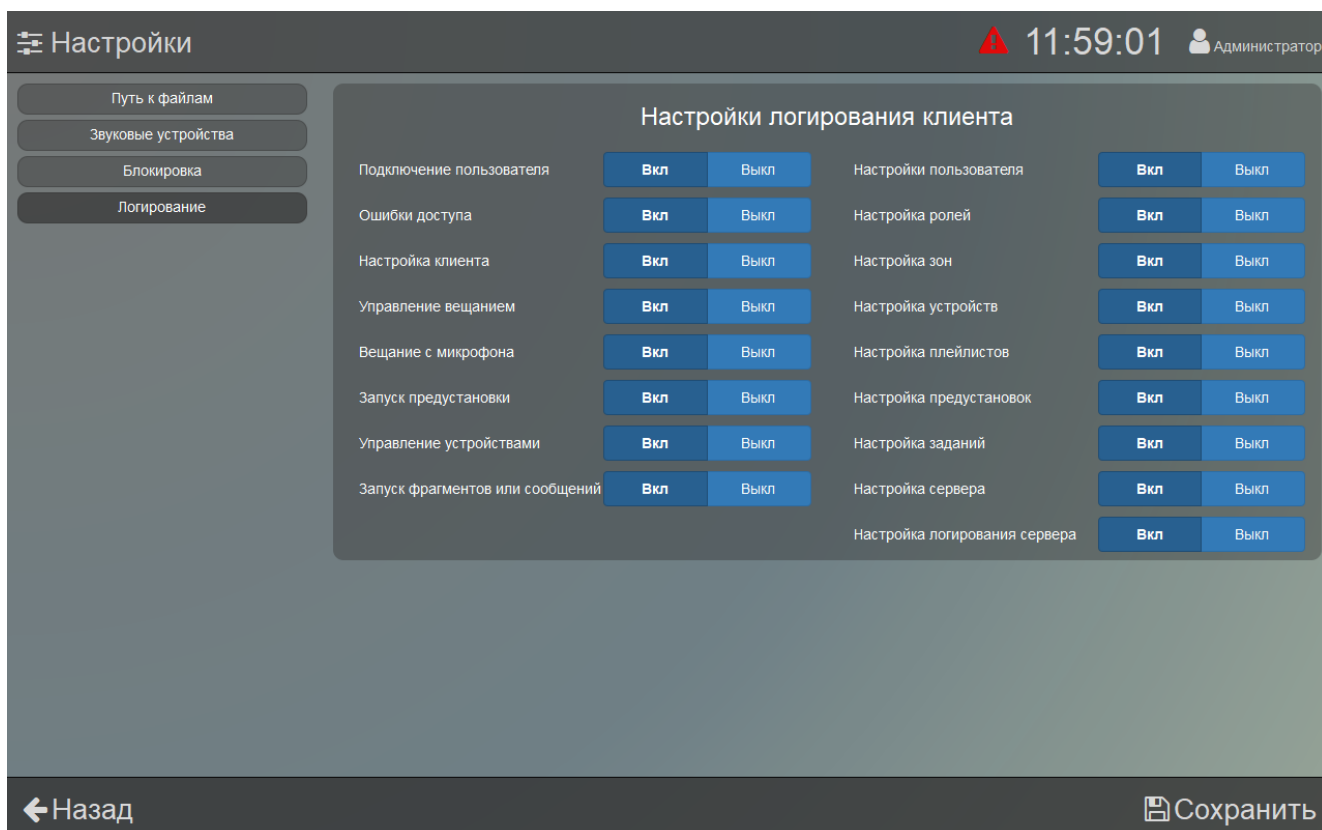 Настройки
11:59:01
Администратор
Путь к файлам
Звуковые устройства
Блокировка
Логирование
Настройки логирования клиента
Подключение пользователя Вкл Выкл Настройки пользователя Вкл Выкл
Ошибки доступа Вкл Выкл Настройка ролей Вкл Выкл
Настройка клиента Вкл Выкл Настройка зон Вкл Выкл
Управление вещанием Вкл Выкл Настройка устройств Вкл Выкл
Вещание с микрофона Вкл Выкл Настройка плейлистов Вкл Выкл
Запуск предустановки Вкл Выкл Настройка предустановок Вкл Выкл
Управление устройствами Вкл Выкл Настройка заданий Вкл Выкл
Запуск фрагментов или сообщений Вкл Выкл Настройка сервера Вкл Выкл
Настройка логирования сервера Вкл Выкл
Назад
Сохранить